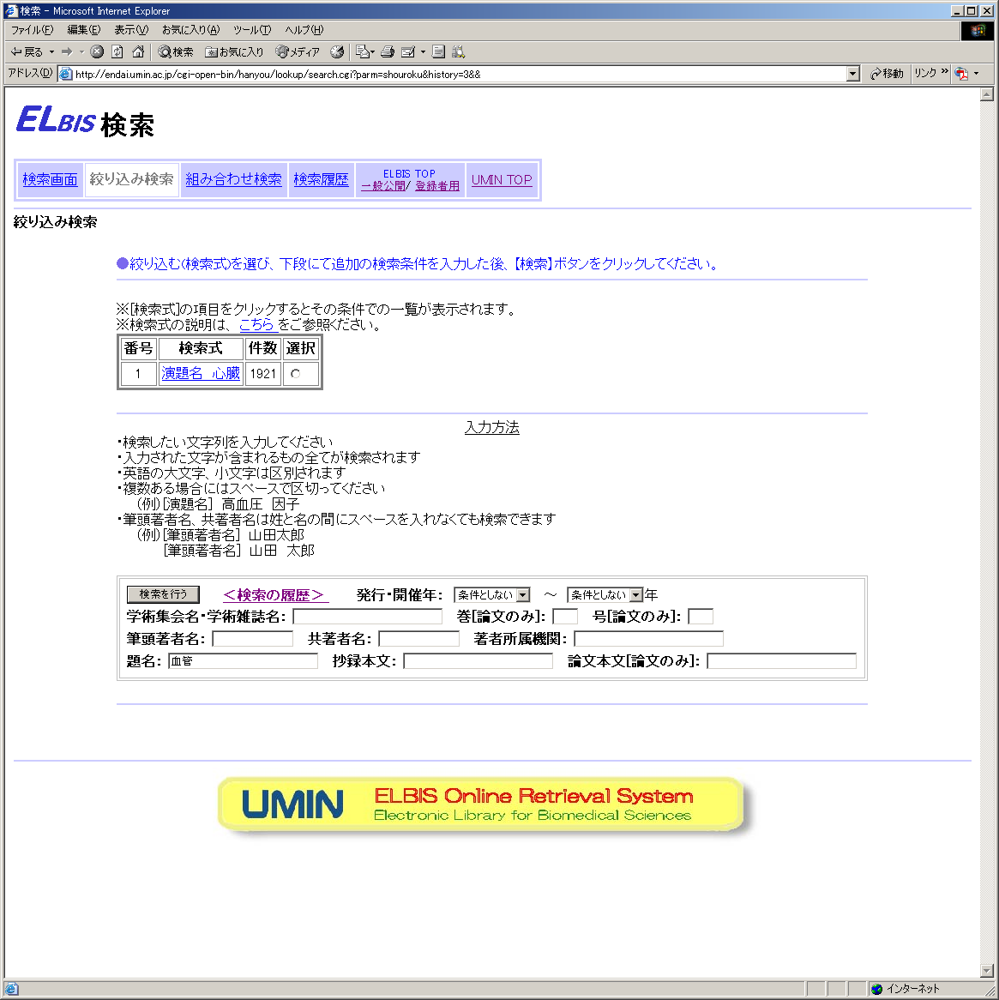 検索 - Microsoft Internet Explorer
ファイル(F) 編集(E) 表示(V) お気に入り(A) ツール(T) ヘルプ(H)
戻る 検索 お気に入り メディア
アドレス(D) http://endai.umin.ac.jp/cgi-open-bin/hanyou/lookup/search.cgi?parm=shouroku&history=3&& 移動 リンク »
ELBIS 検索
検索画面 絞り込み検索 組み合わせ検索 検索履歴 ELBIS TOP 一般公開/ 登録者用 UMIN TOP
絞り込み検索
●絞り込む(検索式)を選び、下段にて追加の検索条件を入力した後、【検索】ボタンをクリックしてください。
※[検索式]の項目をクリックするとその条件での一覧が表示されます。
※検索式の説明は、 こちら をご参照ください。
番号 検索式 件数 選択
1 演題名 心臓 1921
入力方法
・検索したい文字列を入力してください
・入力された文字が含まれるもの全てが検索されます
・英語の大文字、小文字は区別されます
・複数ある場合にはスペースで区切ってください
(例)[演題名] 高血圧 因子
・筆頭著者名、共著者名は姓と名の間にスペースを入れなくても検索できます
(例)[筆頭著者名] 山田太郎
[筆頭著者名] 山田 太郎
検索を行う <検索の履歴> 発行・開催年: 条件としない ~ 条件としない 年
学術集会名・学術雑誌名: 巻[論文のみ]: 号[論文のみ]:
筆頭著者名: 共著者名: 著者所属機関:
題名: 血管 抄録本文: 論文本文[論文のみ]:
UMIN ELBIS Online Retrieval System
Electronic Library for Biomedical Sciences
インターネット